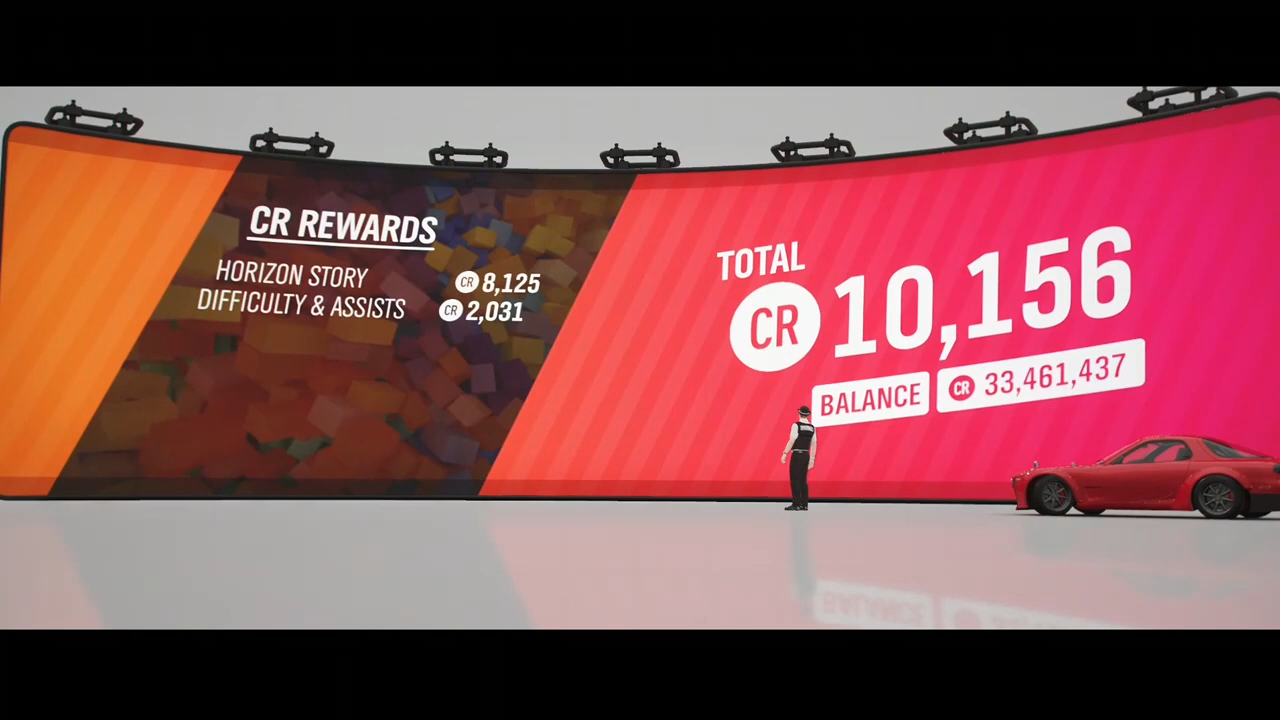 CR REWARDS
HORIZON STORY CR 8,125
DIFFICULTY & ASSISTS CR 2,031
TOTAL
CR 10,156
BALANCE CR 33,461,437